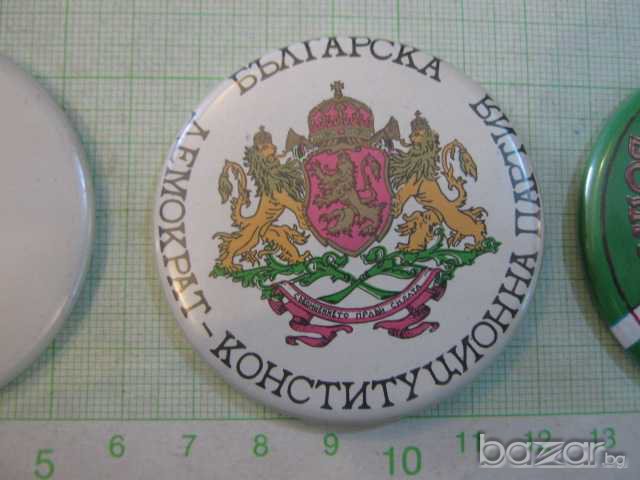 БЪЛГАРСКА
ДЕМОКРАТ-КОНСТИТУЦИОННА ПАРТИЯ
СЪЕДИНЕНИЕТО ПРАВИ СИЛАТА
5 6 7 8 9 10 11 12 13
bazar.bg